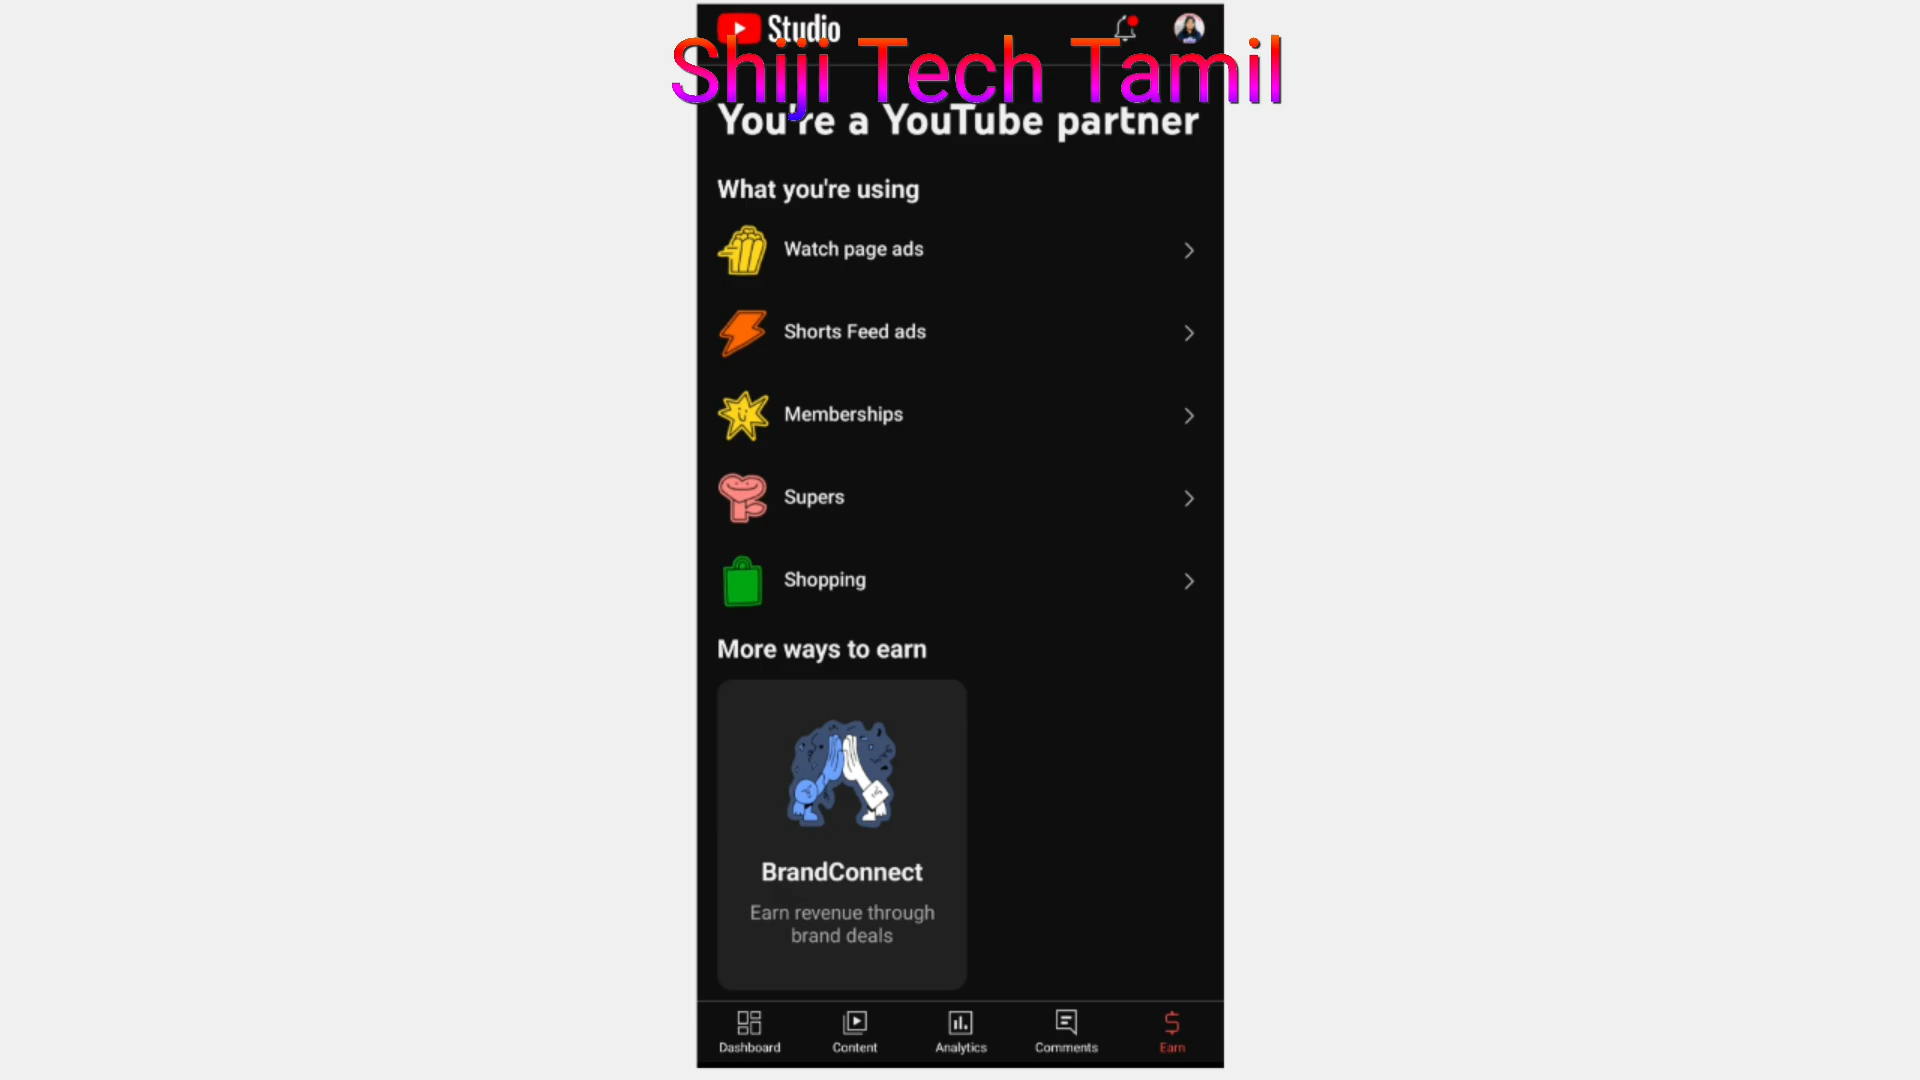 Studio
Shiji Tech Tamil
You're a YouTube partner
What you're using
Watch page ads
Shorts Feed ads
Memberships
Supers
Shopping
More ways to earn
BrandConnect
Earn revenue through
brand deals
Dashboard
Content
Analytics
Comments
Earn